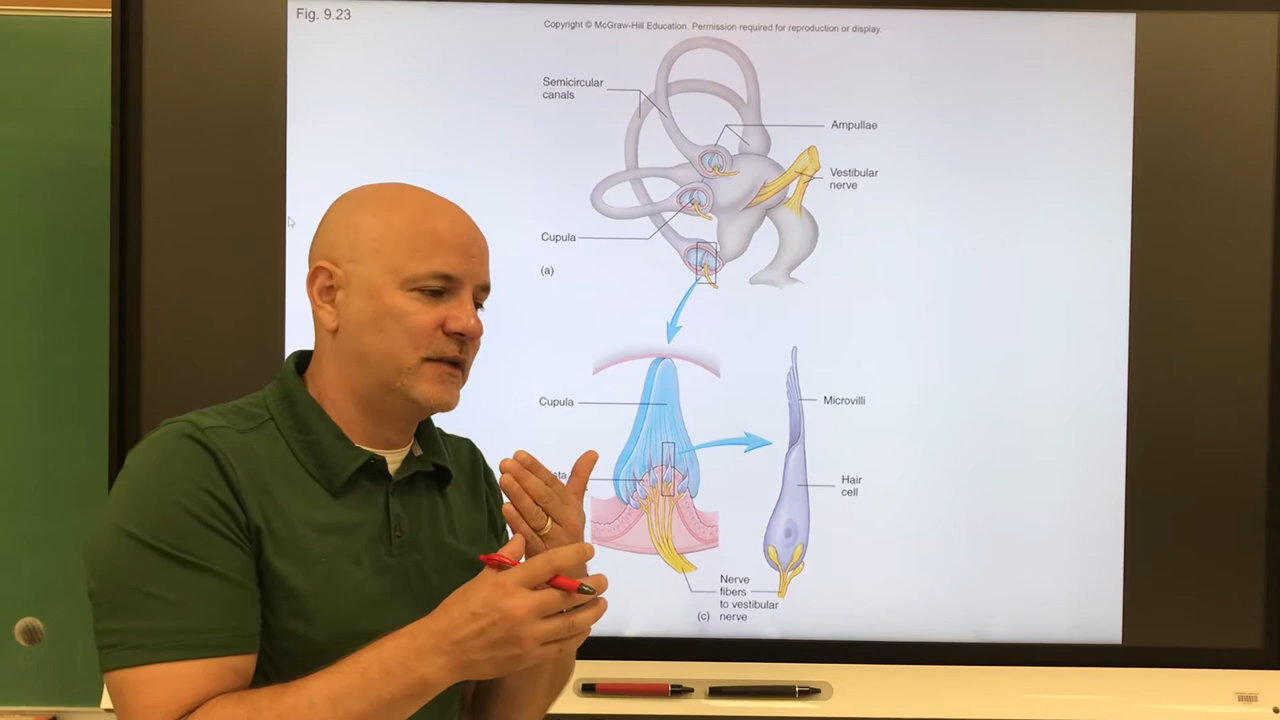 Fig. 9.23
Copyright © McGraw-Hill Education. Permission required for reproduction or display.
Semicircular
canals
Ampullae
Vestibular
nerve
Cupula
(a)
Cupula
Microvilli
sta
Hair
cell
Nerve
fibers
to vestibular
(c) nerve